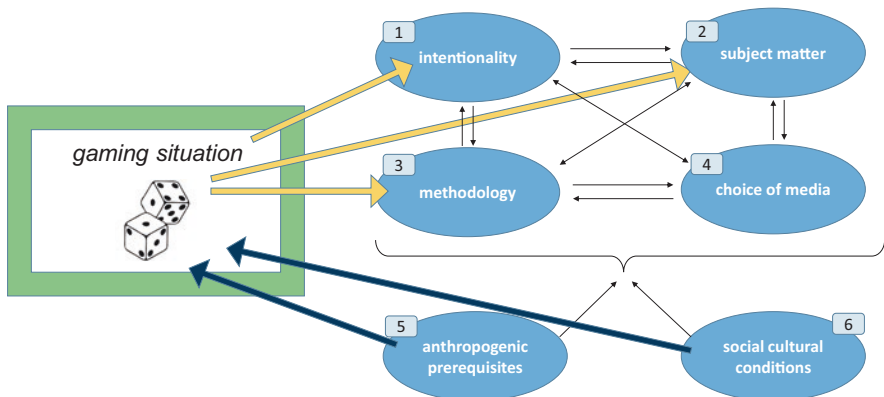 1
intentionality
2
subject matter
gaming situation
3
methodology
4
choice of media
5
anthropogenic
prerequisites
6
social cultural
conditions